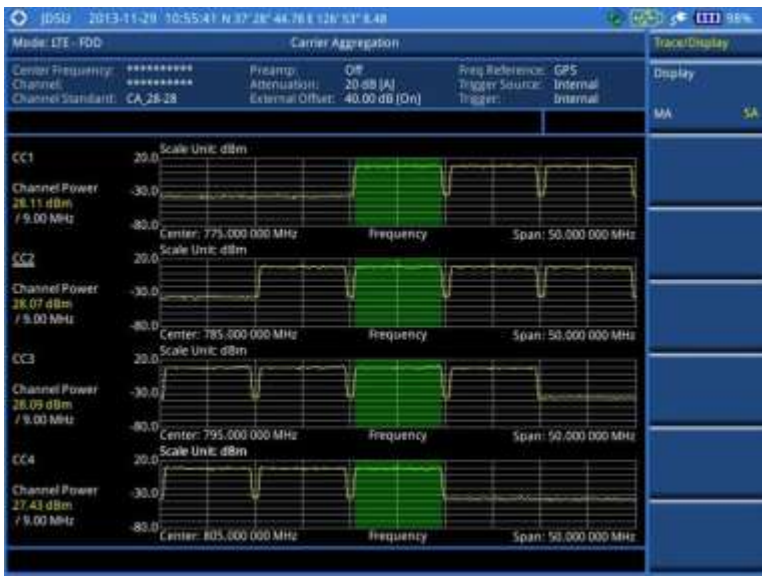 JDSU 2013-11-29 10:55:41 N 37° 28' 44.76 E 126° 53' 8.48 98%
Mode: LTE - FDD Carrier Aggregation Trace/Display
Center Frequency: ********** Preamp: Off Freq Reference: GPS
Channel: ********** Attenuation: 20 dB [A] Trigger Source: Internal
Channel Standard: CA_28-28 External Offset: 40.00 dB [On] Trigger: Internal
Display
MA SA
CC1
Scale Unit: dBm
20.0
Channel Power
28.11 dBm
/ 9.00 MHz
-30.0
-80.0
Center: 775.000 000 MHz Frequency Span: 50.000 000 MHz
CC2
Scale Unit: dBm
20.0
Channel Power
28.07 dBm
/ 9.00 MHz
-30.0
-80.0
Center: 785.000 000 MHz Frequency Span: 50.000 000 MHz
CC3
Scale Unit: dBm
20.0
Channel Power
28.09 dBm
/ 9.00 MHz
-30.0
-80.0
Center: 795.000 000 MHz Frequency Span: 50.000 000 MHz
CC4
Scale Unit: dBm
20.0
Channel Power
27.43 dBm
/ 9.00 MHz
-30.0
-80.0
Center: 805.000 000 MHz Frequency Span: 50.000 000 MHz